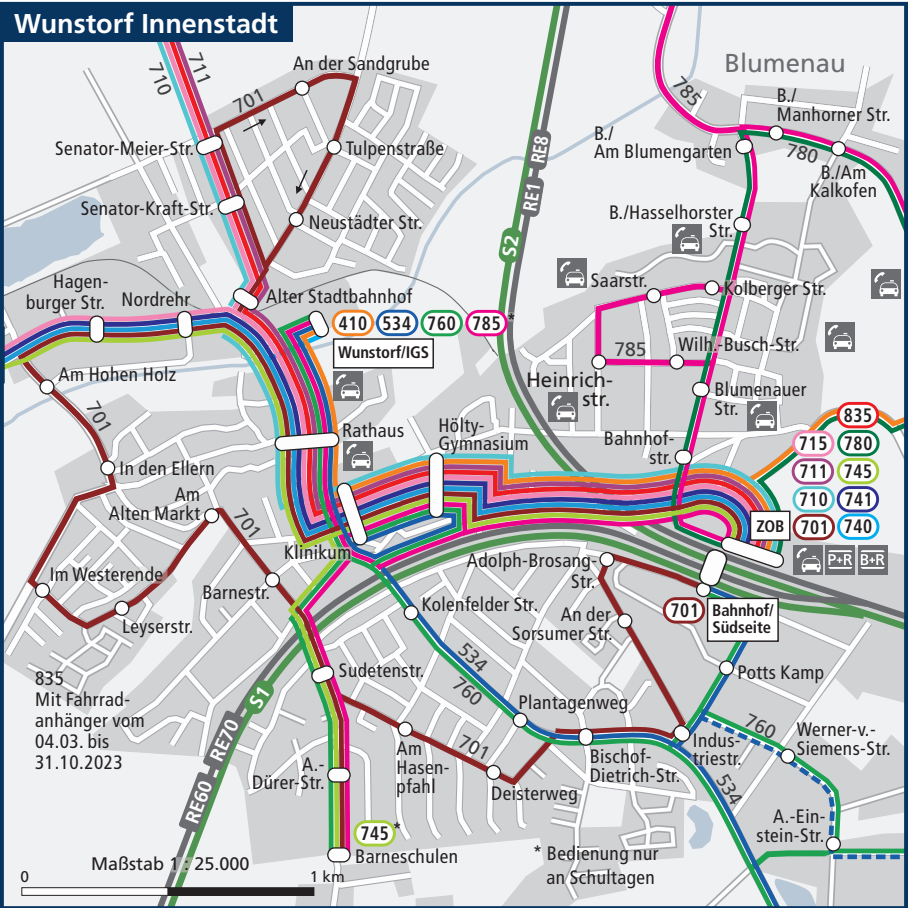 Wunstorf Innenstadt
710
711
701
An der Sandgrube
Senator-Meier-Str.
Tulpenstraße
Senator-Kraft-Str.
Neustädter Str.
Hagen-
burger Str.
Nordrehr
Alter Stadtbahnhof
410 534 760 785 *
Wunstorf/IGS
RE1 - RE8
S2
785
Blumenau
B./
Manhorner Str.
B./
Am Blumengarten
780
B./Am
Kalkofen
B./Hasselhorster
Str.
Saarstr.
Kolberger Str.
785
Wilh.-Busch-Str.
Heinrich-
str.
Blumenauer
Str.
Bahnhof-
str.
Am Hohen Holz
701
Rathaus
Hölty-
Gymnasium
835
715 780
711 745
710 741
701 740
ZOB
P+R B+R
In den Ellern
Am
Alten Markt
701
Klinikum
Im Westerende
Barnestr.
Leyserstr.
Adolph-Brosang-
Str.
An der
Sorsumer Str.
701
Bahnhof/
Südseite
Kolenfelder Str.
534
760
Potts Kamp
Sudetenstr.
Plantagenweg
835
Mit Fahrrad-
anhänger vom
04.03. bis
31.10.2023
S1
RE60 - RE70
760
Werner-v.-
Siemens-Str.
Indus-
triestr.
Bischof-
Dietrich-Str.
534
Am
Hasen-
pfahl
701
Deisterweg
A.-
Dürer-Str.
A.-Ein-
stein-Str.
745 *
Barneschulen
* Bedienung nur
an Schultagen
Maßstab 1 : 25.000
0
1 km